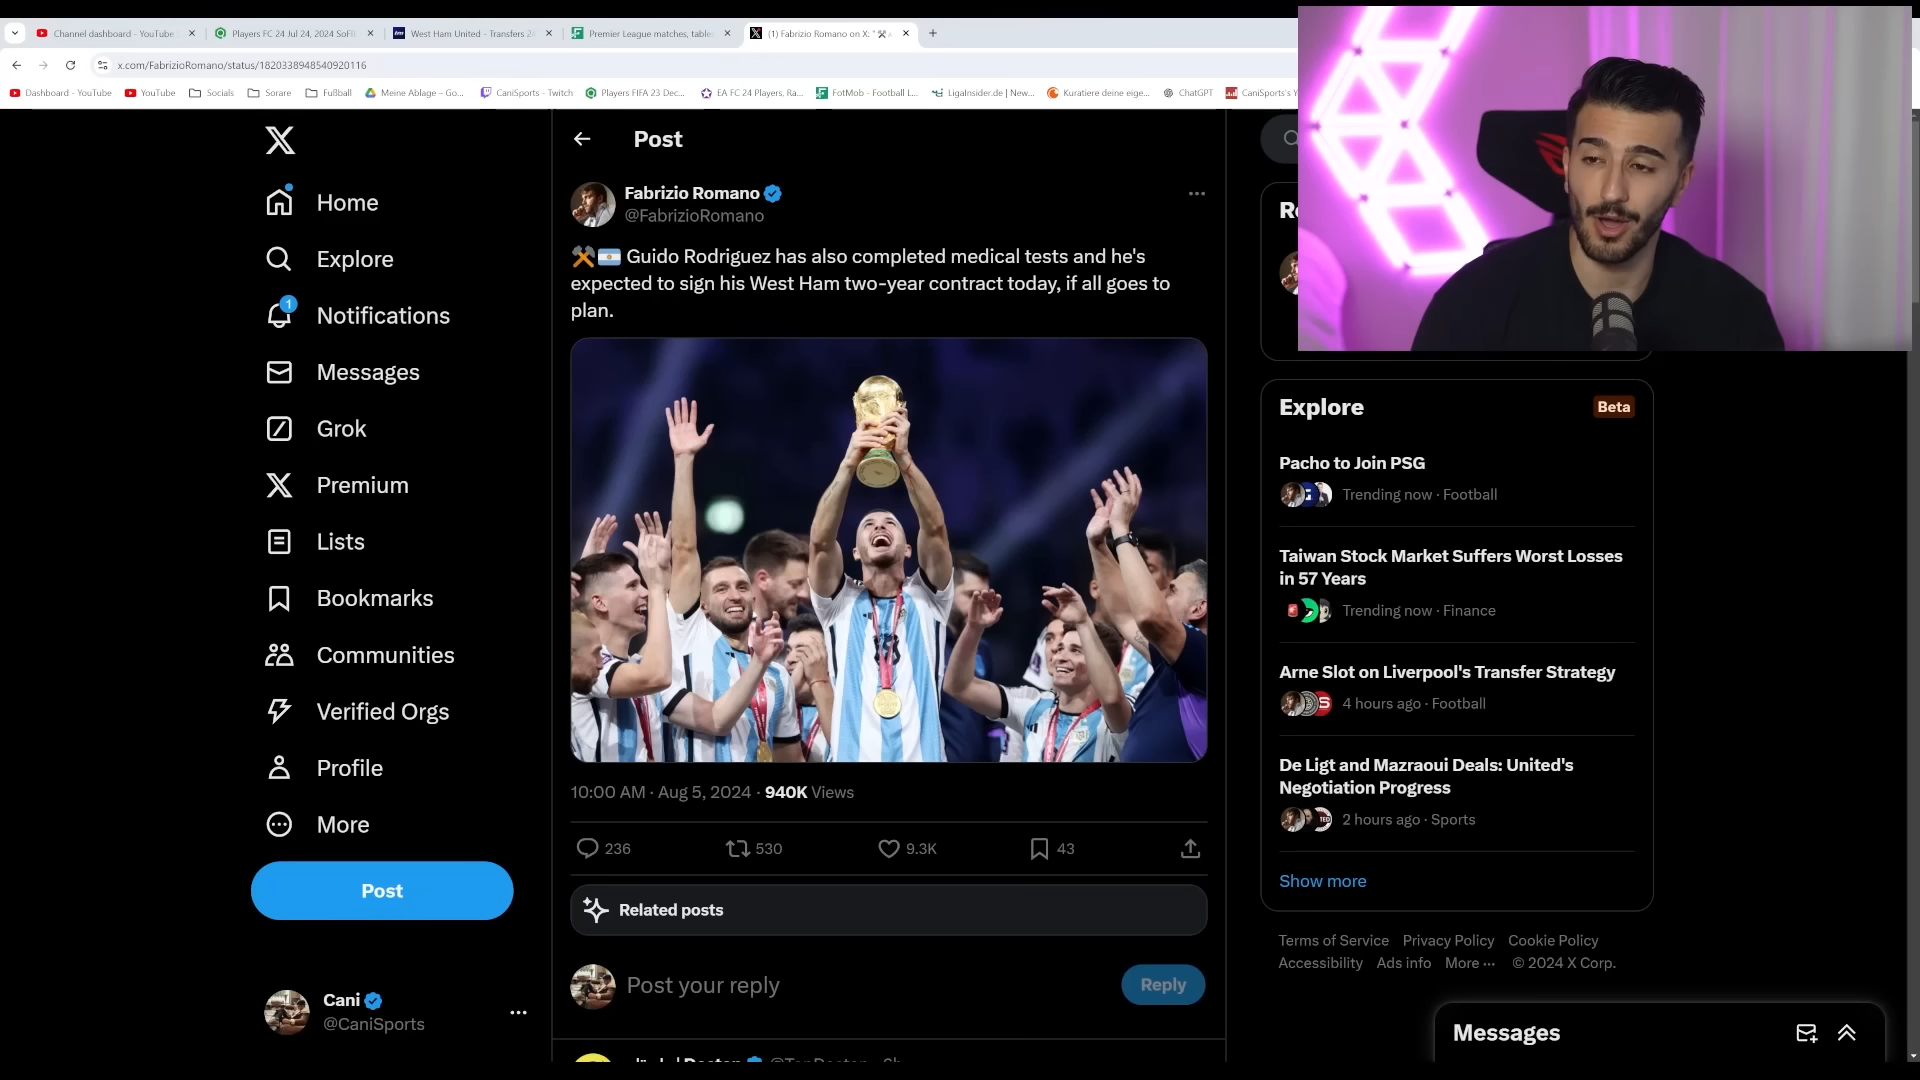 Channel dashboard - YouTube
Players FC 24 Jul 24, 2024 SoFI
West Ham United - Transfers 2
Premier League matches, table
(1) Fabrizio Romano on X: "
x.com/FabrizioRomano/status/1820338948540920116
Dashboard - YouTube
YouTube
Socials
Sorare
Fußball
Meine Ablage – Go...
CaniSports - Twitch
Players FIFA 23 Dec...
EA FC 24 Players, Ra...
FotMob - Football L...
LigaInsider.de | New...
Kuratiere deine eige...
ChatGPT
CaniSports's Y
Home
Explore
1
Notifications
Messages
Grok
Premium
Lists
Bookmarks
Communities
Verified Orgs
Profile
More
Post
Cani
@CaniSports
Post
Fabrizio Romano
@FabrizioRomano
Guido Rodriguez has also completed medical tests and he's
expected to sign his West Ham two-year contract today, if all goes to
plan.
10:00 AM · Aug 5, 2024 · 940K Views
236
530
9.3K
43
Related posts
Post your reply
Reply
Explore
Beta
Pacho to Join PSG
Trending now · Football
Taiwan Stock Market Suffers Worst Losses
in 57 Years
Trending now · Finance
Arne Slot on Liverpool's Transfer Strategy
4 hours ago · Football
De Ligt and Mazraoui Deals: United's
Negotiation Progress
2 hours ago · Sports
Show more
Terms of Service Privacy Policy Cookie Policy
Accessibility Ads info More ··· © 2024 X Corp.
Messages